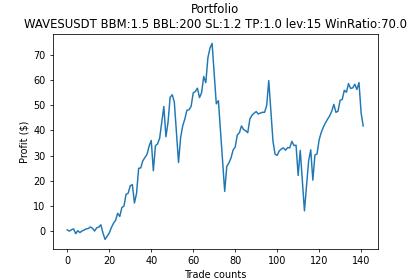 Portfolio
WAVESUSDT BBM:1.5 BBL:200 SL:1.2 TP:1.0 lev:15 WinRatio:70.0
Profit ($)
70
60
50
40
30
20
10
0
0 20 40 60 80 100 120 140
Trade counts